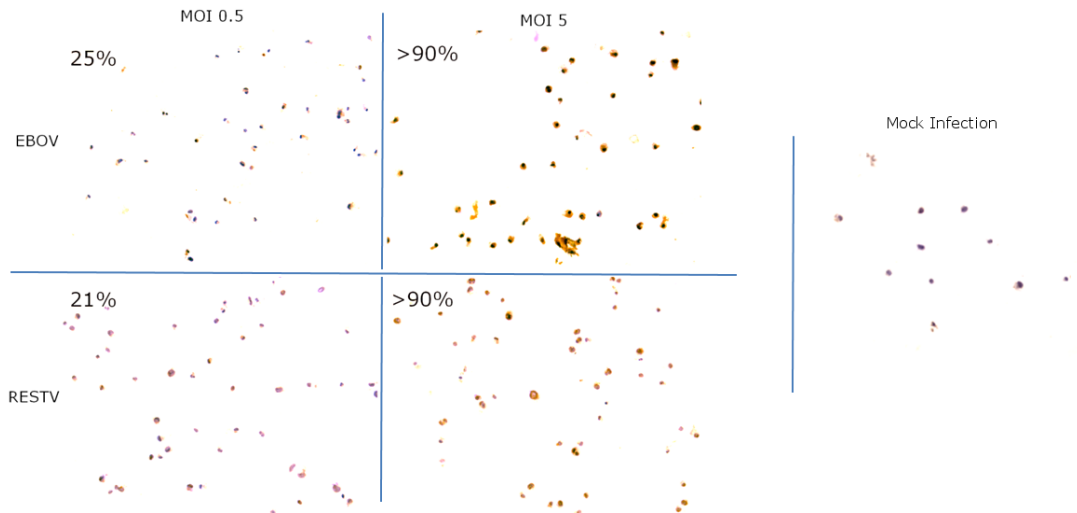 MOI 0.5
MOI 5
25%
>90%
EBOV
Mock Infection
21%
>90%
RESTV